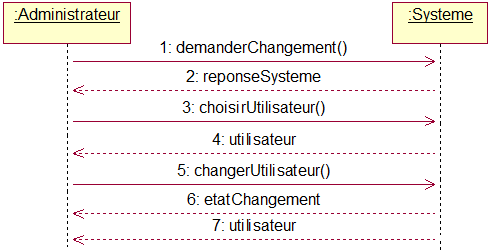 :Administrateur :Systeme
1: demanderChangement()
2: reponseSysteme
3: choisirUtilisateur()
4: utilisateur
5: changerUtilisateur()
6: etatChangement
7: utilisateur